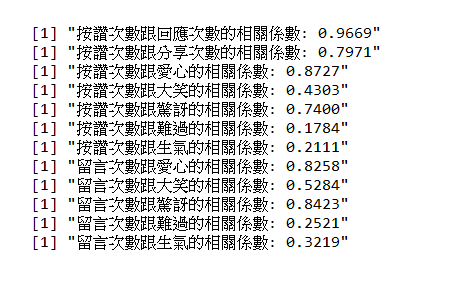 [1] "按讚次數跟回應次數的相關係數: 0.9669"
[1] "按讚次數跟分享次數的相關係數: 0.7971"
[1] "按讚次數跟愛心的相關係數: 0.8727"
[1] "按讚次數跟大笑的相關係數: 0.4303"
[1] "按讚次數跟驚訝的相關係數: 0.7400"
[1] "按讚次數跟難過的相關係數: 0.1784"
[1] "按讚次數跟生氣的相關係數: 0.2111"
[1] "留言次數跟愛心的相關係數: 0.8258"
[1] "留言次數跟大笑的相關係數: 0.5284"
[1] "留言次數跟驚訝的相關係數: 0.8423"
[1] "留言次數跟難過的相關係數: 0.2521"
[1] "留言次數跟生氣的相關係數: 0.3219"